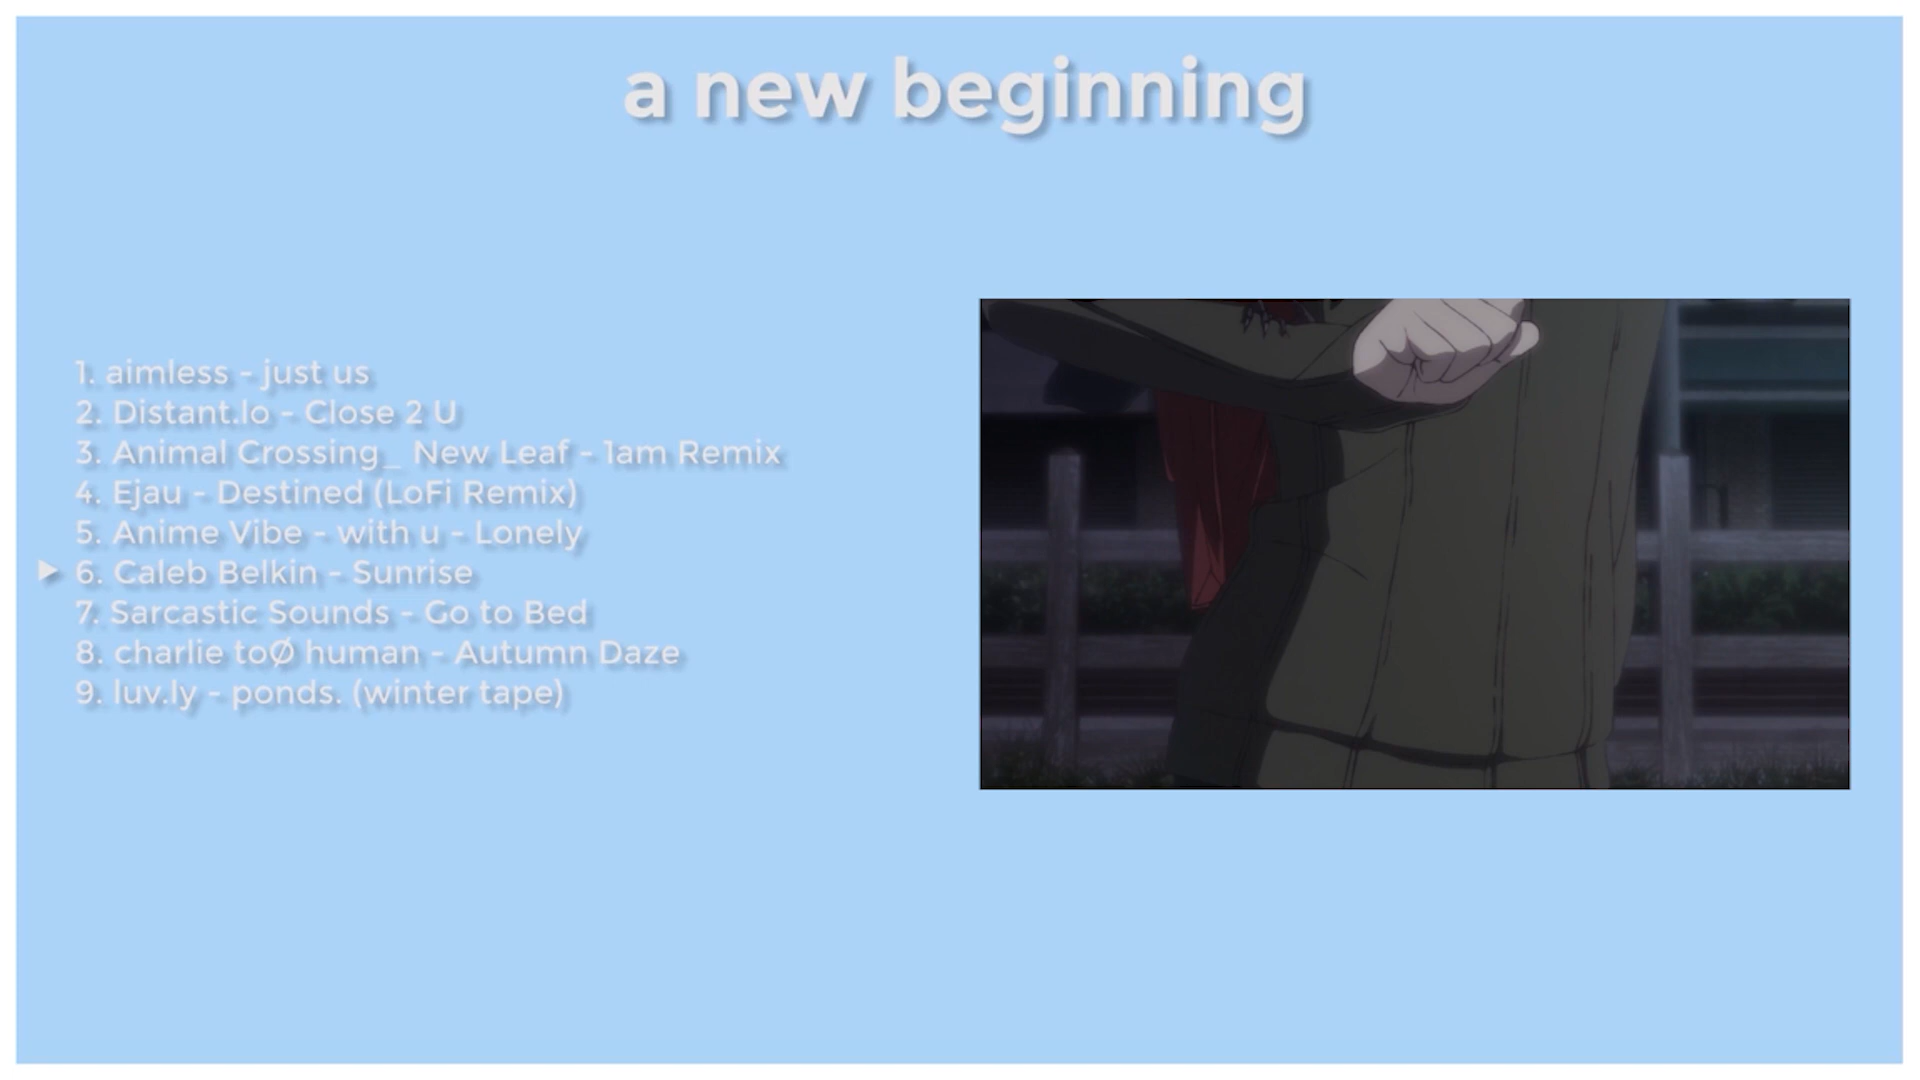 a new beginning
1. aimless - just us
2. Distant.lo - Close 2 U
3. Animal Crossing_ New Leaf - 1am Remix
4. Ejau - Destined (LoFi Remix)
5. Anime Vibe - with u - Lonely
6. Caleb Belkin - Sunrise
7. Sarcastic Sounds - Go to Bed
8. charlie toØ human - Autumn Daze
9. luv.ly - ponds. (winter tape)